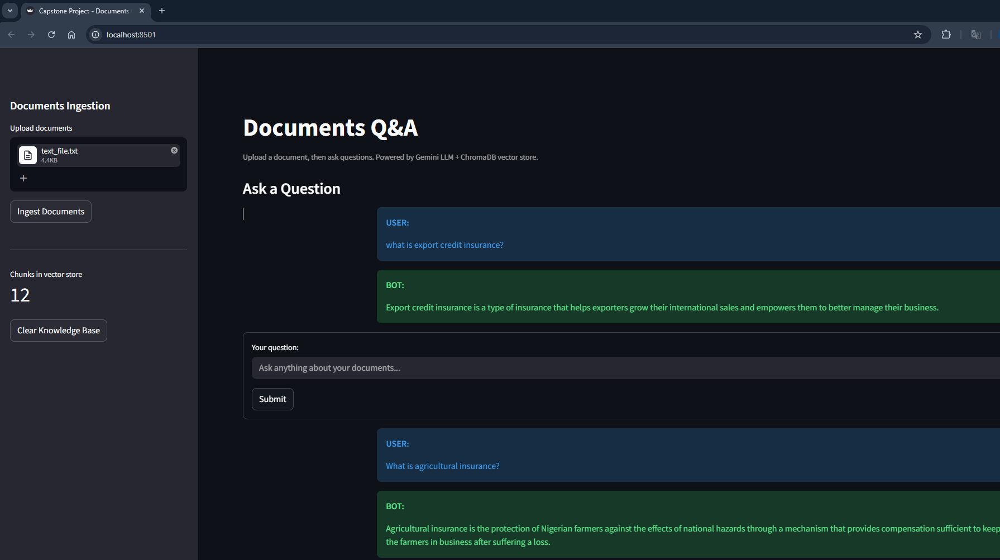 Capstone Project - Documents
localhost:8501
Documents Ingestion
Upload documents
text_file.txt
4.4KB
Ingest Documents
Chunks in vector store
12
Clear Knowledge Base
Documents Q&A
Upload a document, then ask questions. Powered by Gemini LLM + ChromaDB vector store.
Ask a Question
USER:
what is export credit insurance?
BOT:
Export credit insurance is a type of insurance that helps exporters grow their international sales and empowers them to better manage their business.
Your question:
Ask anything about your documents...
Submit
USER:
What is agricultural insurance?
BOT:
Agricultural insurance is the protection of Nigerian farmers against the effects of national hazards through a mechanism that provides compensation sufficient to keep
the farmers in business after suffering a loss.